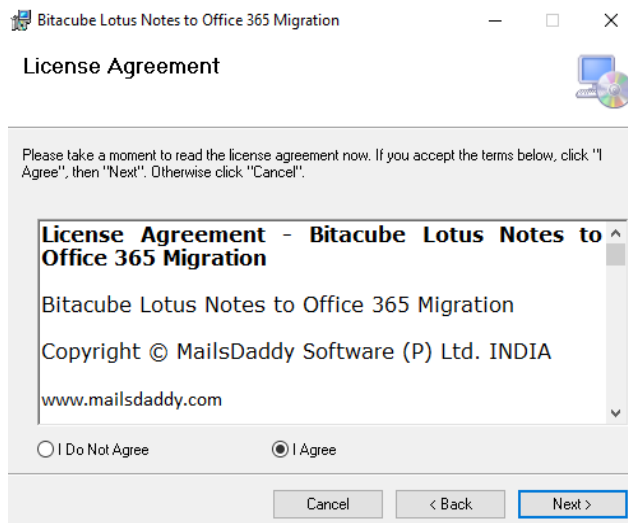 Bitacube Lotus Notes to Office 365 Migration
License Agreement
Please take a moment to read the license agreement now. If you accept the terms below, click "I
Agree", then "Next". Otherwise click "Cancel".
License Agreement - Bitacube Lotus Notes to
Office 365 Migration
Bitacube Lotus Notes to Office 365 Migration
Copyright © MailsDaddy Software (P) Ltd. INDIA
www.mailsdaddy.com
I Do Not Agree
I Agree
Cancel
< Back
Next >